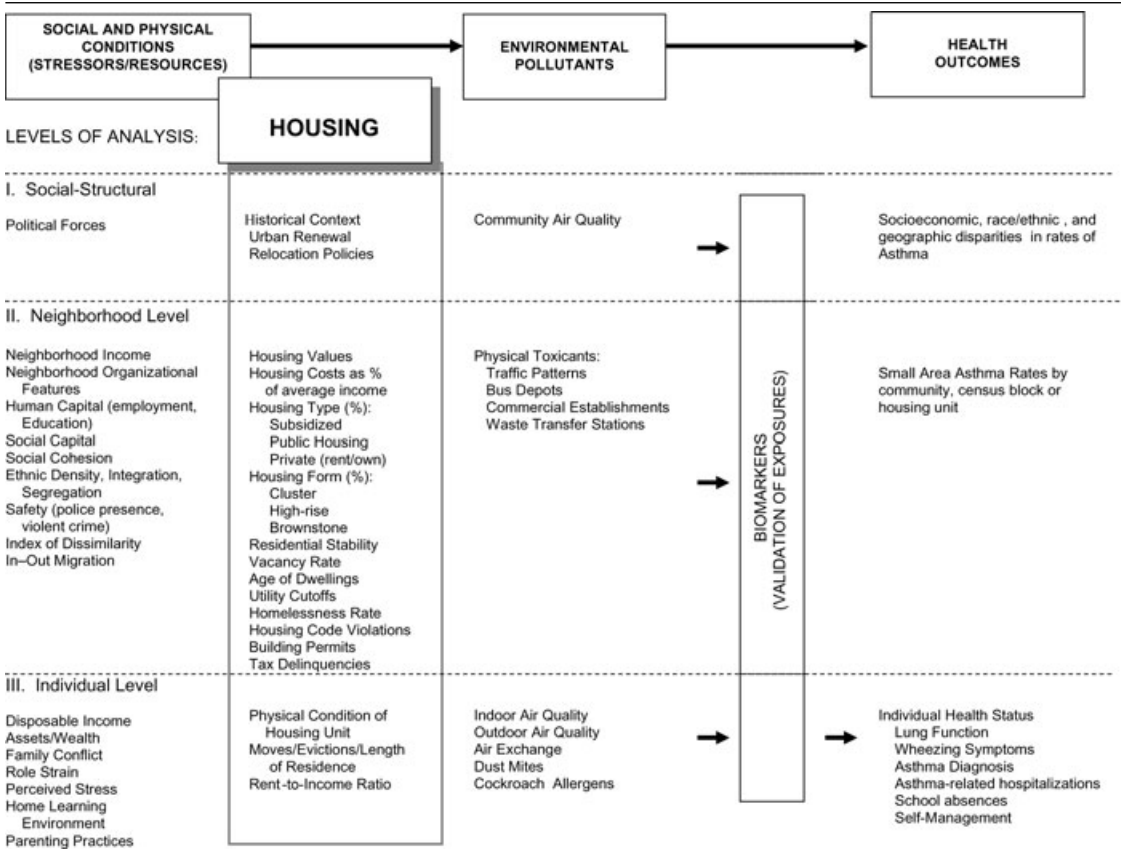 SOCIAL AND PHYSICAL
CONDITIONS
(STRESSORS/RESOURCES)
ENVIRONMENTAL
POLLUTANTS
HEALTH
OUTCOMES
HOUSING
LEVELS OF ANALYSIS:
I. Social-Structural
Political Forces
Historical Context
Urban Renewal
Relocation Policies
Community Air Quality
Socioeconomic, race/ethnic , and
geographic disparities in rates of
Asthma
II. Neighborhood Level
Neighborhood Income
Neighborhood Organizational
Features
Human Capital (employment,
Education)
Social Capital
Social Cohesion
Ethnic Density, Integration,
Segregation
Safety (police presence,
violent crime)
Index of Dissimilarity
In–Out Migration
Housing Values
Housing Costs as %
of average income
Housing Type (%):
Subsidized
Public Housing
Private (rent/own)
Housing Form (%):
Cluster
High-rise
Brownstone
Residential Stability
Vacancy Rate
Age of Dwellings
Utility Cutoffs
Homelessness Rate
Housing Code Violations
Building Permits
Tax Delinquencies
Physical Toxicants:
Traffic Patterns
Bus Depots
Commercial Establishments
Waste Transfer Stations
BIOMARKERS
(VALIDATION OF EXPOSURES)
Small Area Asthma Rates by
community, census block or
housing unit
III. Individual Level
Disposable Income
Assets/Wealth
Family Conflict
Role Strain
Perceived Stress
Home Learning
Environment
Parenting Practices
Physical Condition of
Housing Unit
Moves/Evictions/Length
of Residence
Rent-to-Income Ratio
Indoor Air Quality
Outdoor Air Quality
Air Exchange
Dust Mites
Cockroach Allergens
Individual Health Status
Lung Function
Wheezing Symptoms
Asthma Diagnosis
Asthma-related hospitalizations
School absences
Self-Management